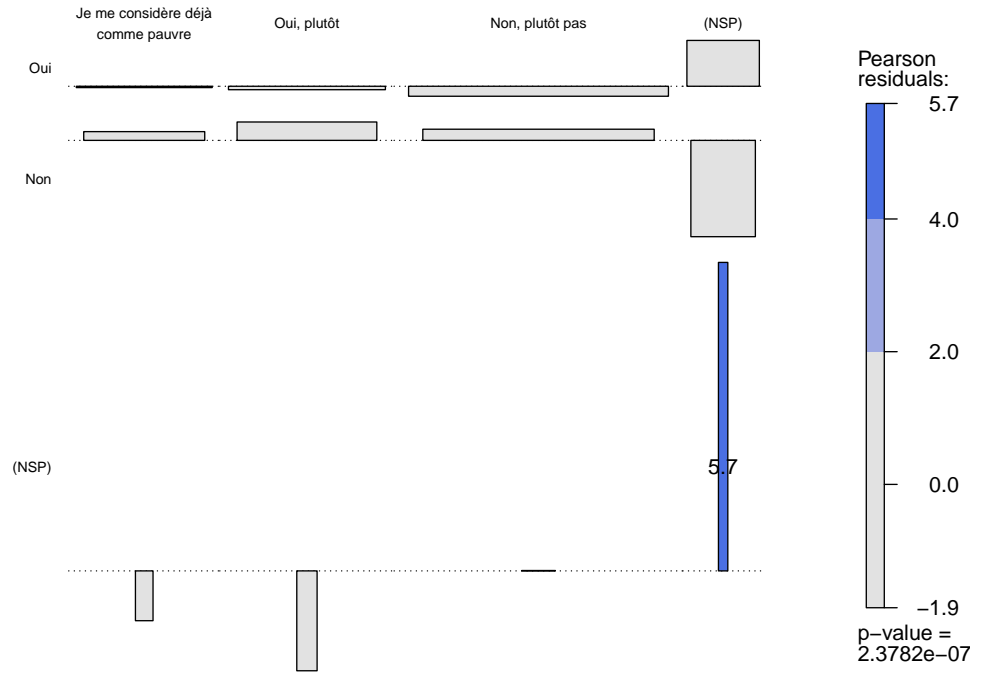 Je me considère déjà
comme pauvre
Oui, plutôt
Non, plutôt pas
(NSP)
Oui
Non
(NSP)
5.7
Pearson
residuals:
5.7
4.0
2.0
0.0
−1.9
p−value =
2.3782e−07